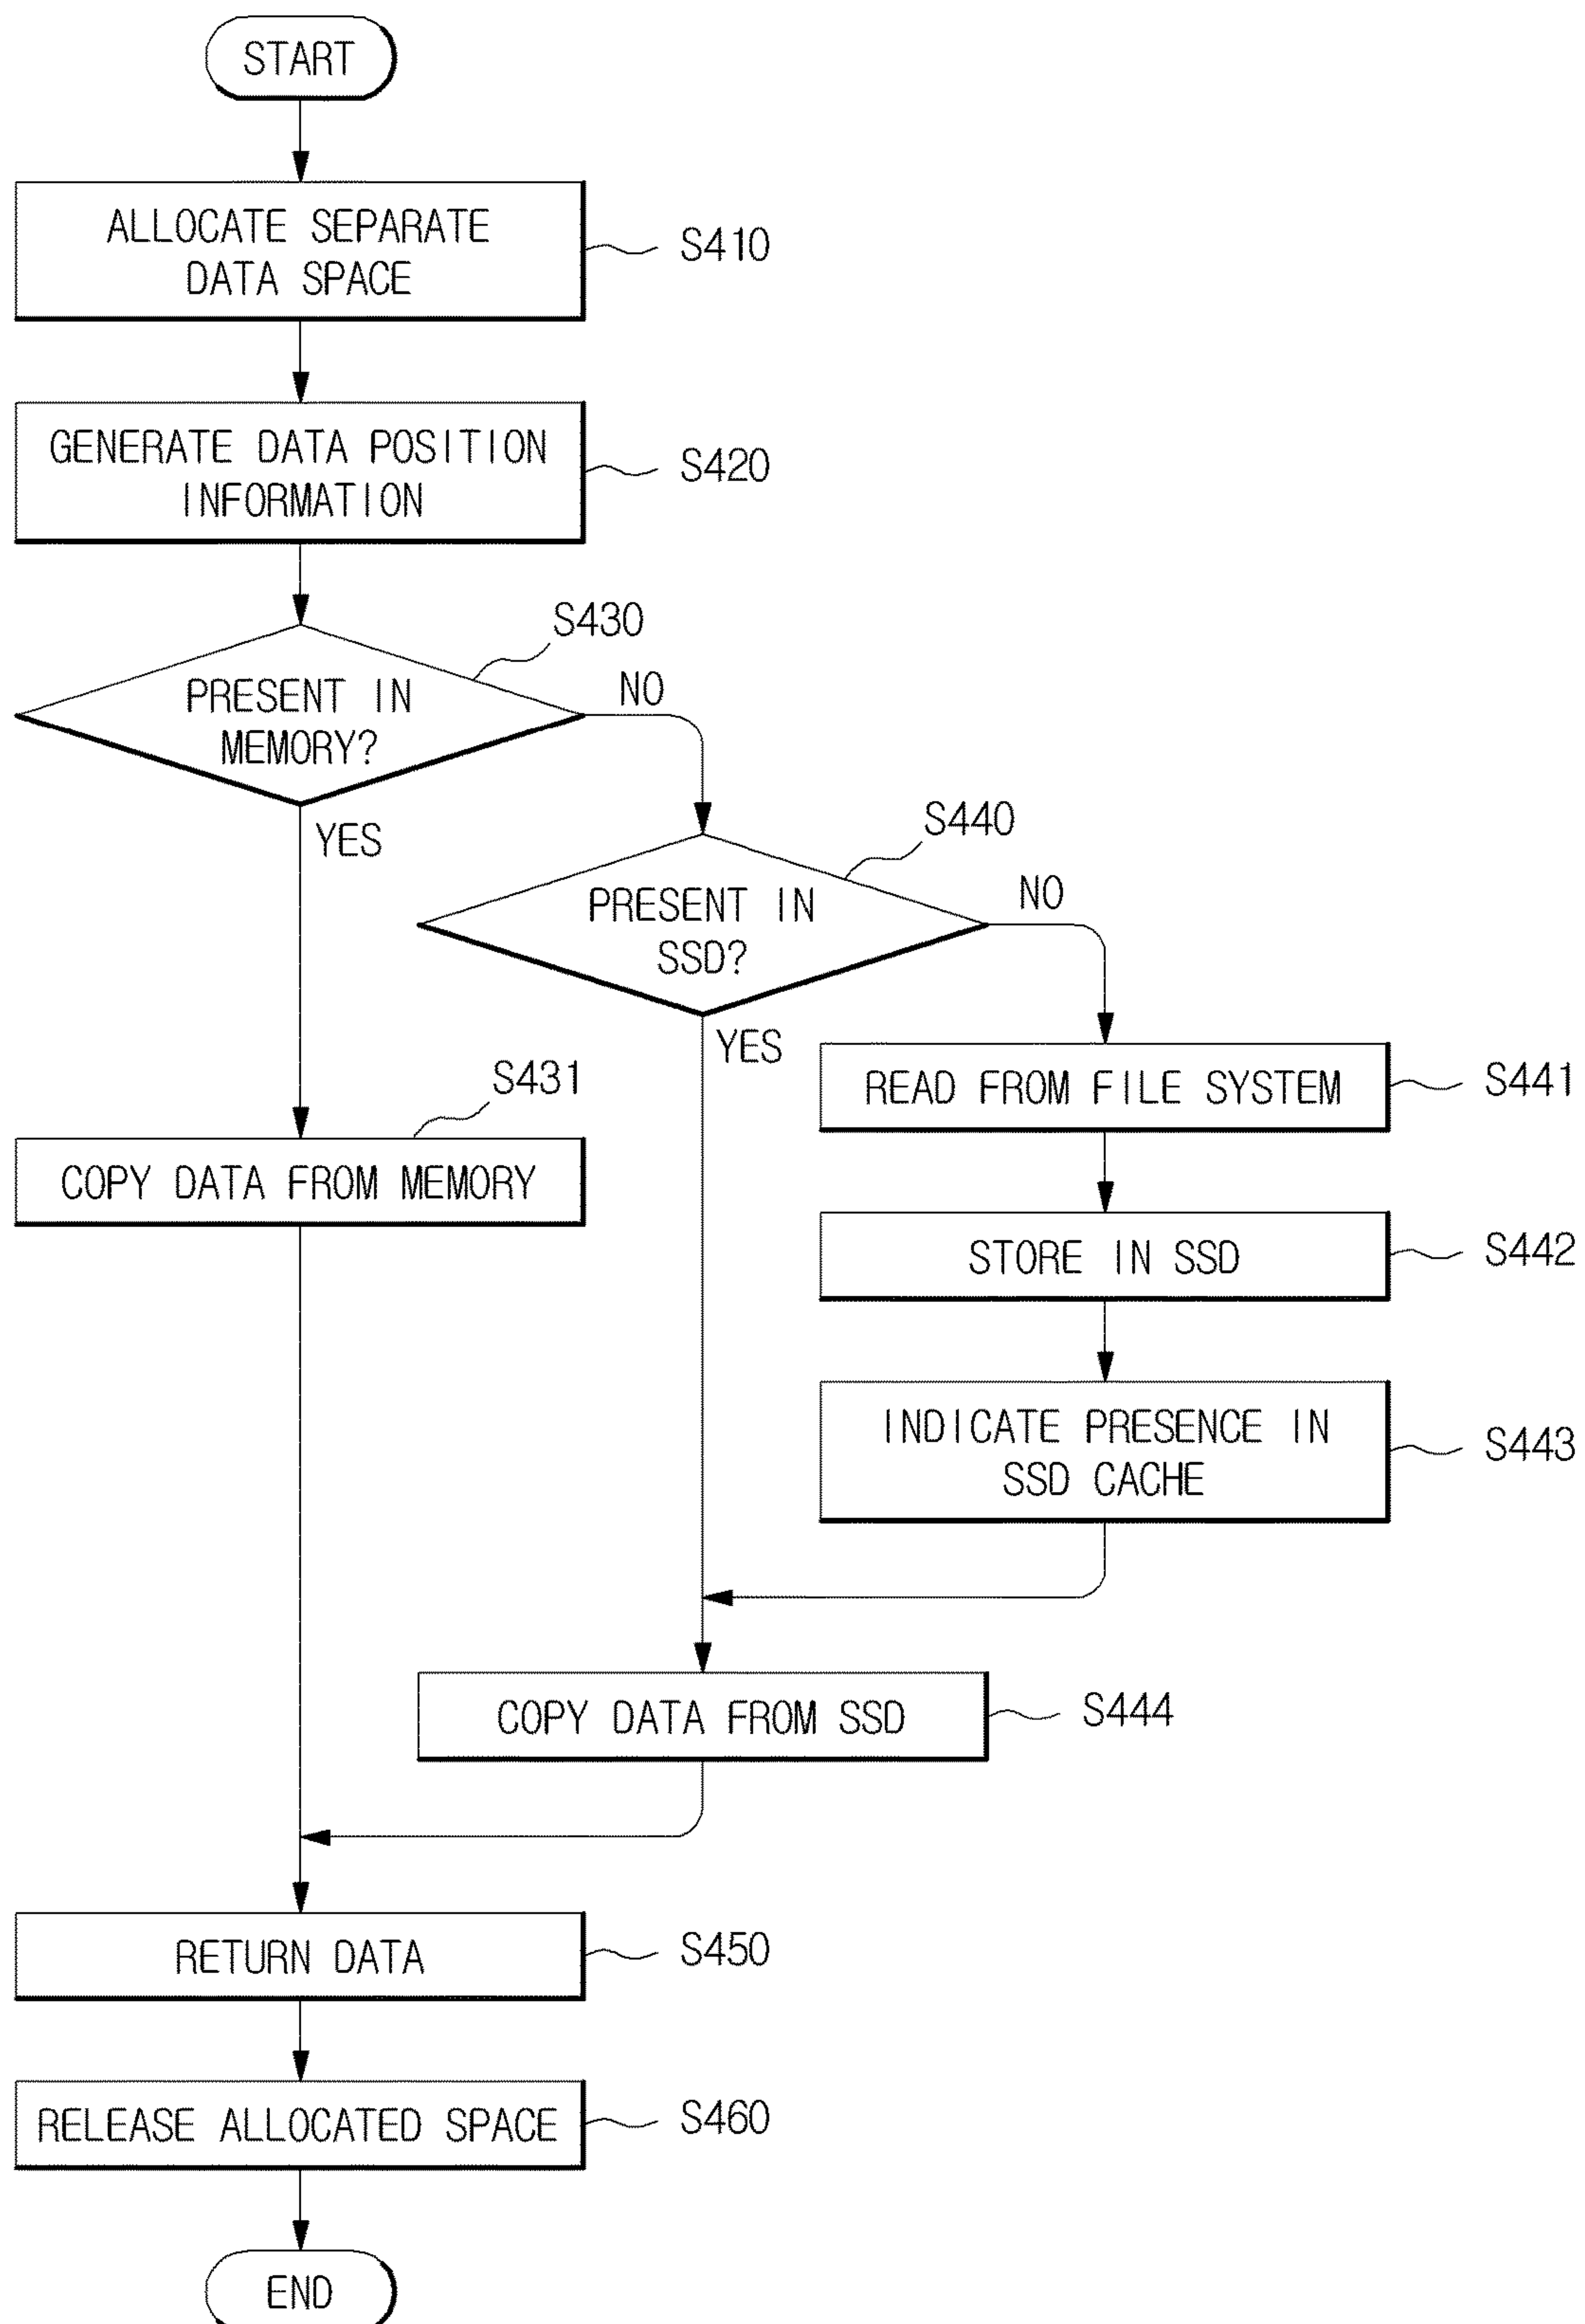 START
ALLOCATE SEPARATE
DATA SPACE
S410
GENERATE DATA POSITION
INFORMATION
S420
S430
PRESENT IN
MEMORY?
NO
YES
S440
PRESENT IN
SSD?
NO
YES
READ FROM FILE SYSTEM
S441
S431
COPY DATA FROM MEMORY
STORE IN SSD
S442
INDICATE PRESENCE IN
SSD CACHE
S443
COPY DATA FROM SSD
S444
RETURN DATA
S450
RELEASE ALLOCATED SPACE
S460
END